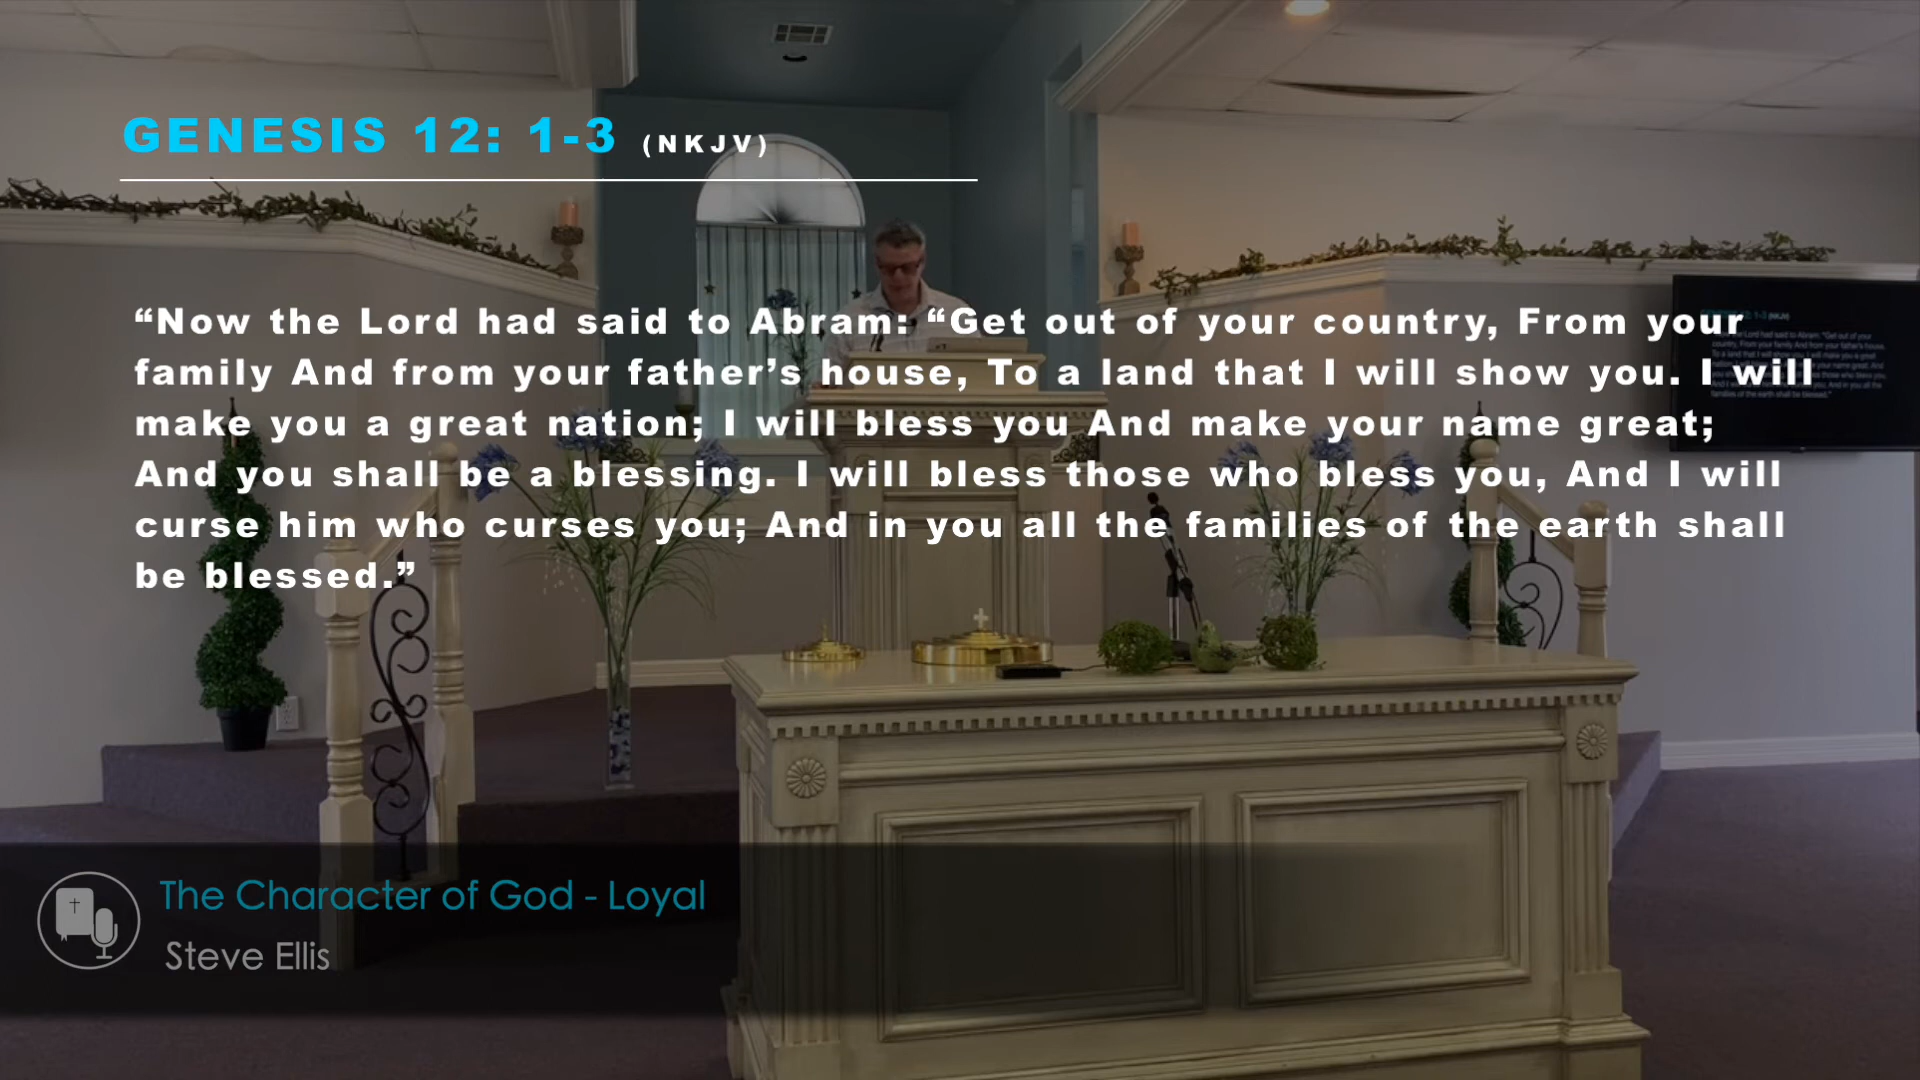 GENESIS 12: 1-3 (NKJV)
“Now the Lord had said to Abram: “Get out of your country, From your
family And from your father’s house, To a land that I will show you. I will
make you a great nation; I will bless you And make your name great;
And you shall be a blessing. I will bless those who bless you, And I will
curse him who curses you; And in you all the families of the earth shall
be blessed.”
The Character of God - Loyal
Steve Ellis